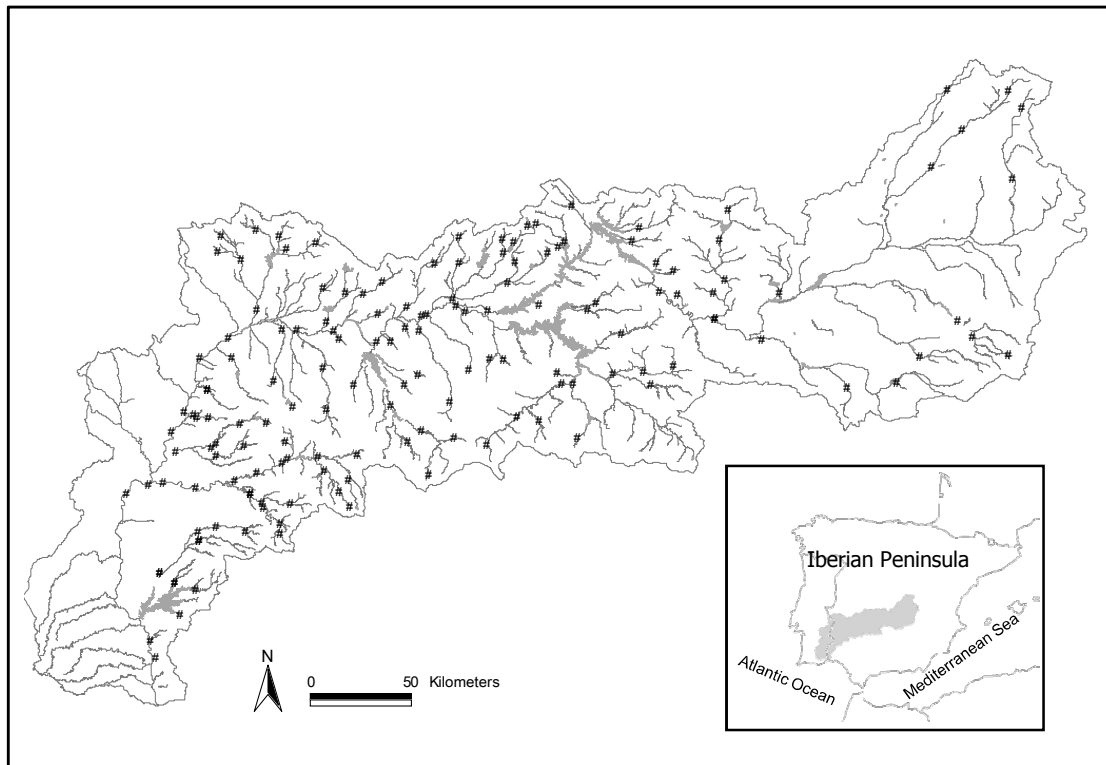 Iberian Peninsula
Mediterranean Sea
Atlantic Ocean
N
0 50 Kilometers